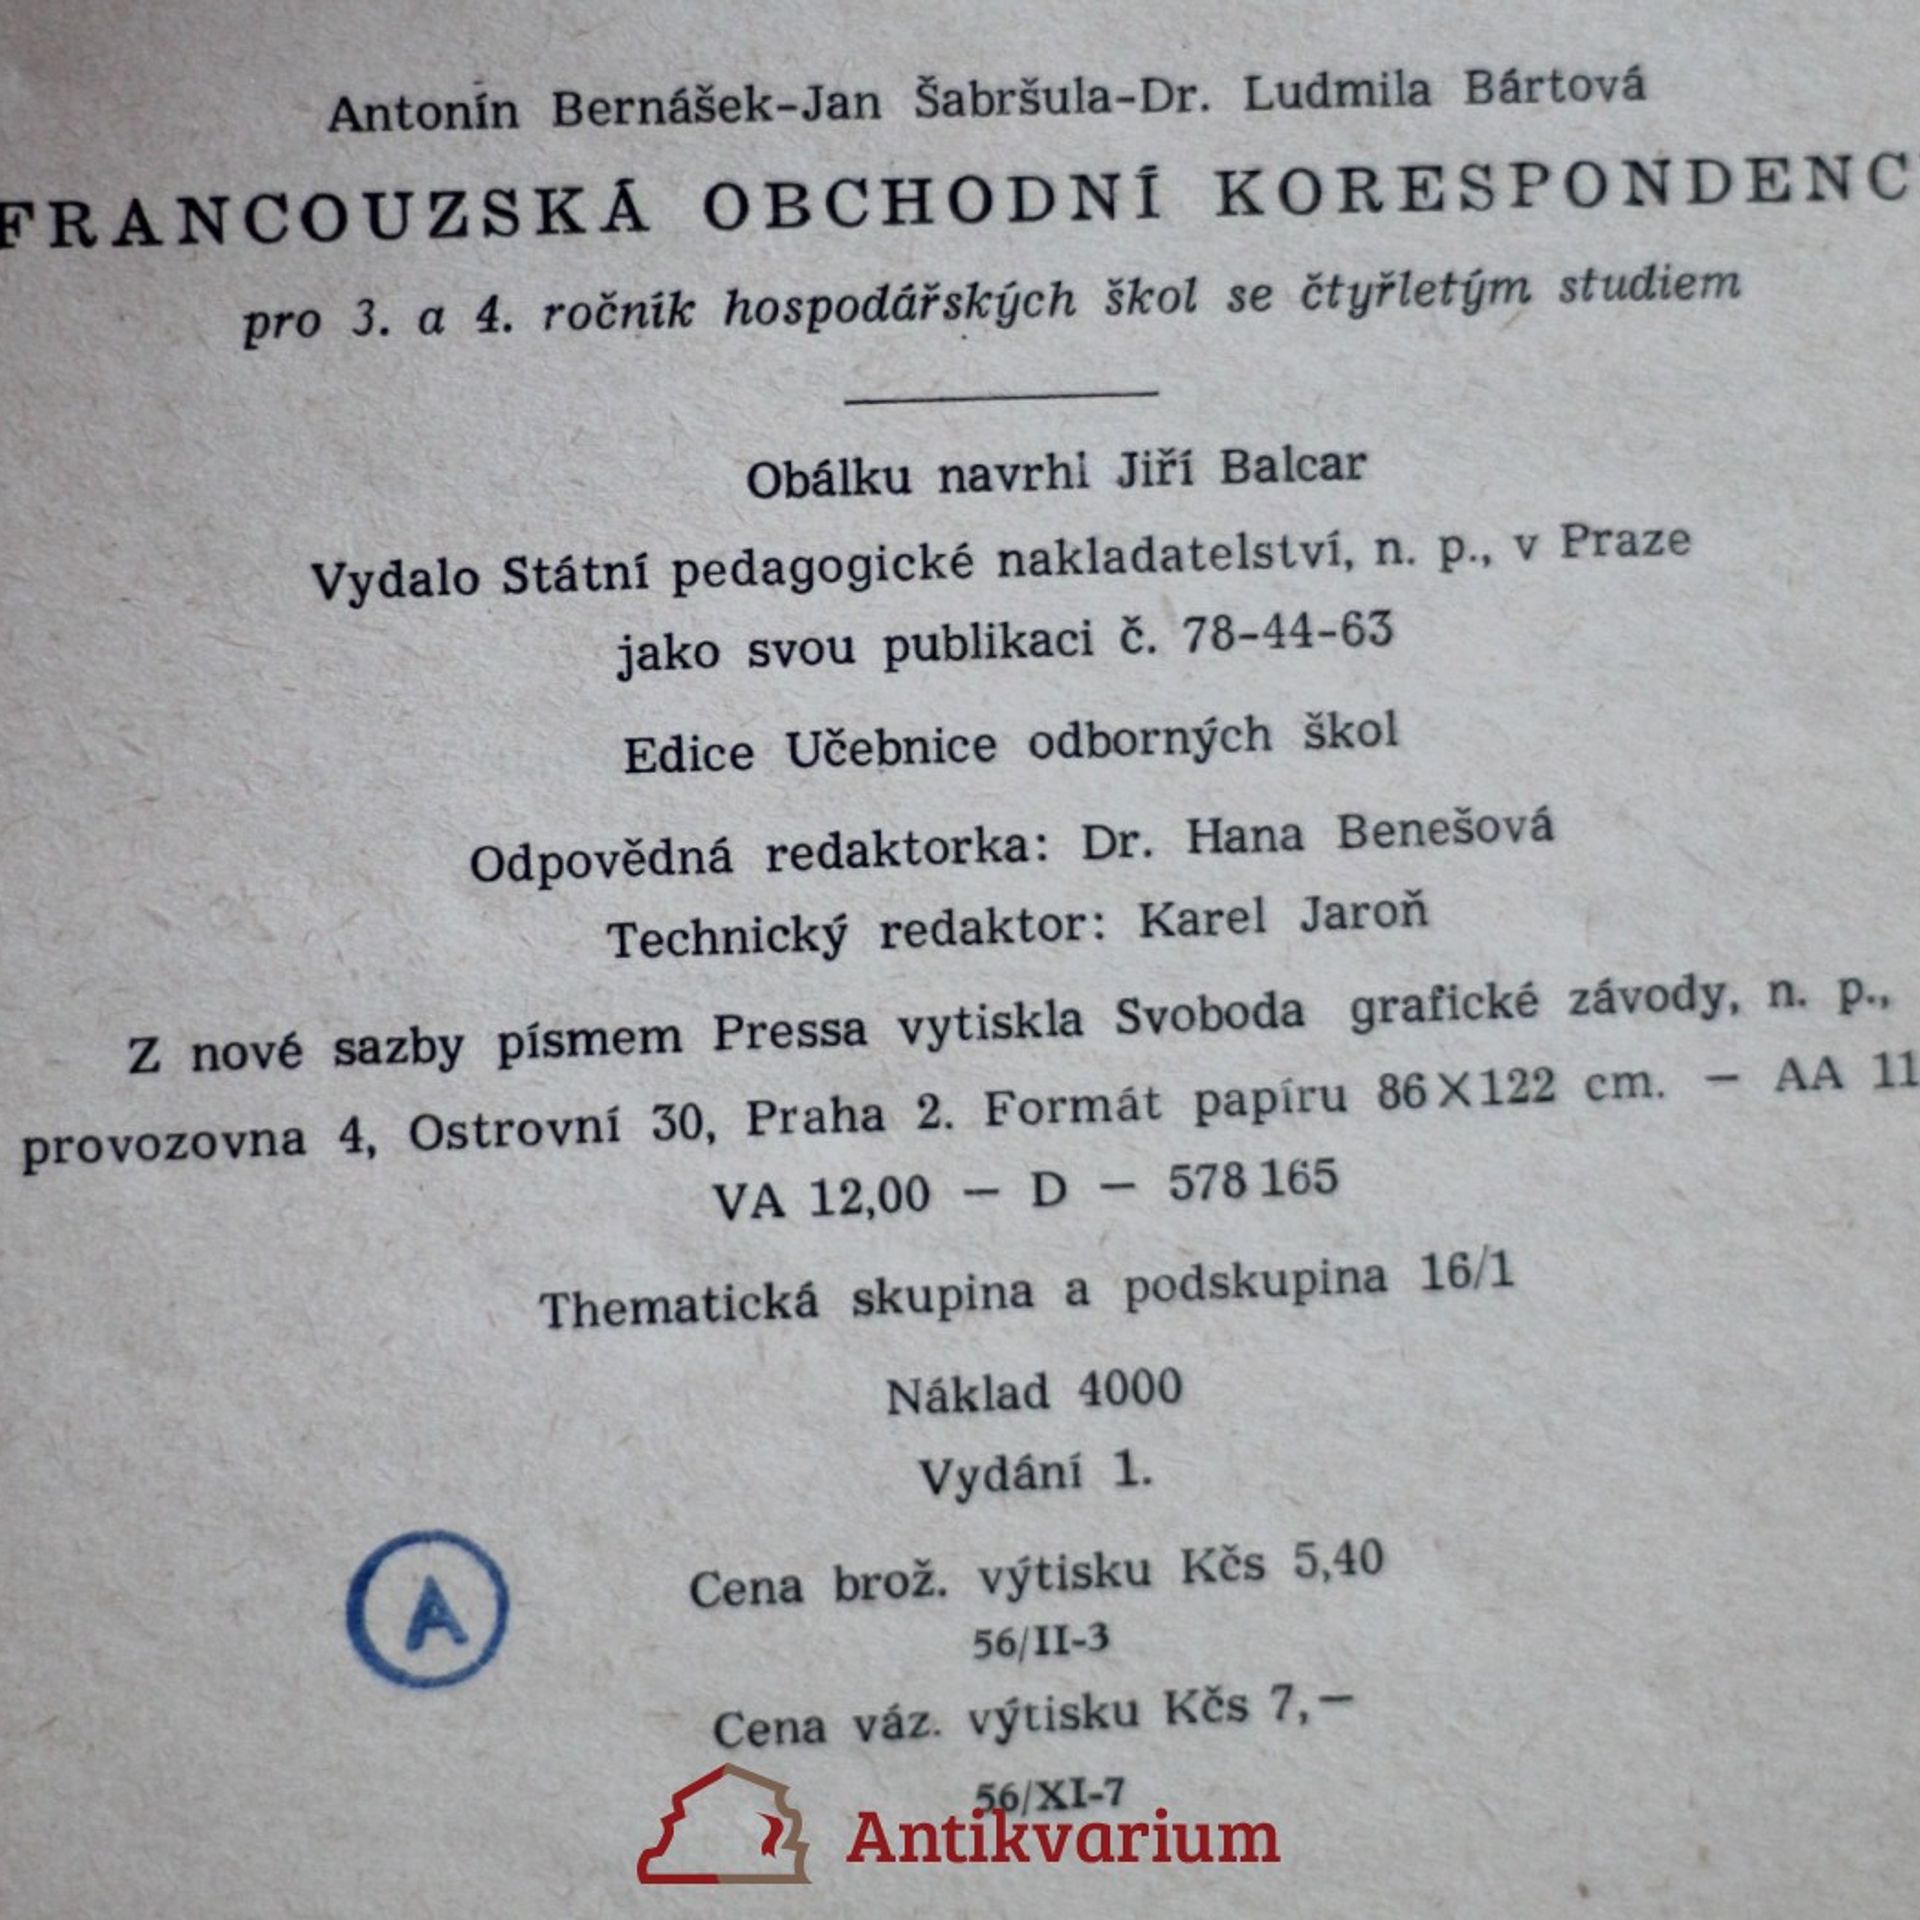 Antonín Bernášek-Jan Šabršula-Dr. Ludmila Bártová
FRANCOUZSKÁ OBCHODNÍ KORESPONDENC
pro 3. a 4. ročník hospodářských škol se čtyřletým studiem
Obálku navrhl Jiří Balcar
Vydalo Státní pedagogické nakladatelství, n. p., v Praze
jako svou publikaci č. 78-44-63
Edice Učebnice odborných škol
Odpovědná redaktorka: Dr. Hana Benešová
Technický redaktor: Karel Jaroň
Z nové sazby písmem Pressa vytiskla Svoboda grafické závody, n. p.,
provozovna 4, Ostrovní 30, Praha 2. Formát papíru 86X122 cm. — AA 11
VA 12,00 — D — 578 165
Thematická skupina a podskupina 16/1
Náklad 4000
Vydání 1.
A
Cena brož. výtisku Kčs 5,40
56/II-3
Cena váz. výtisku Kčs 7,—
56/XI-7
Antikvarium